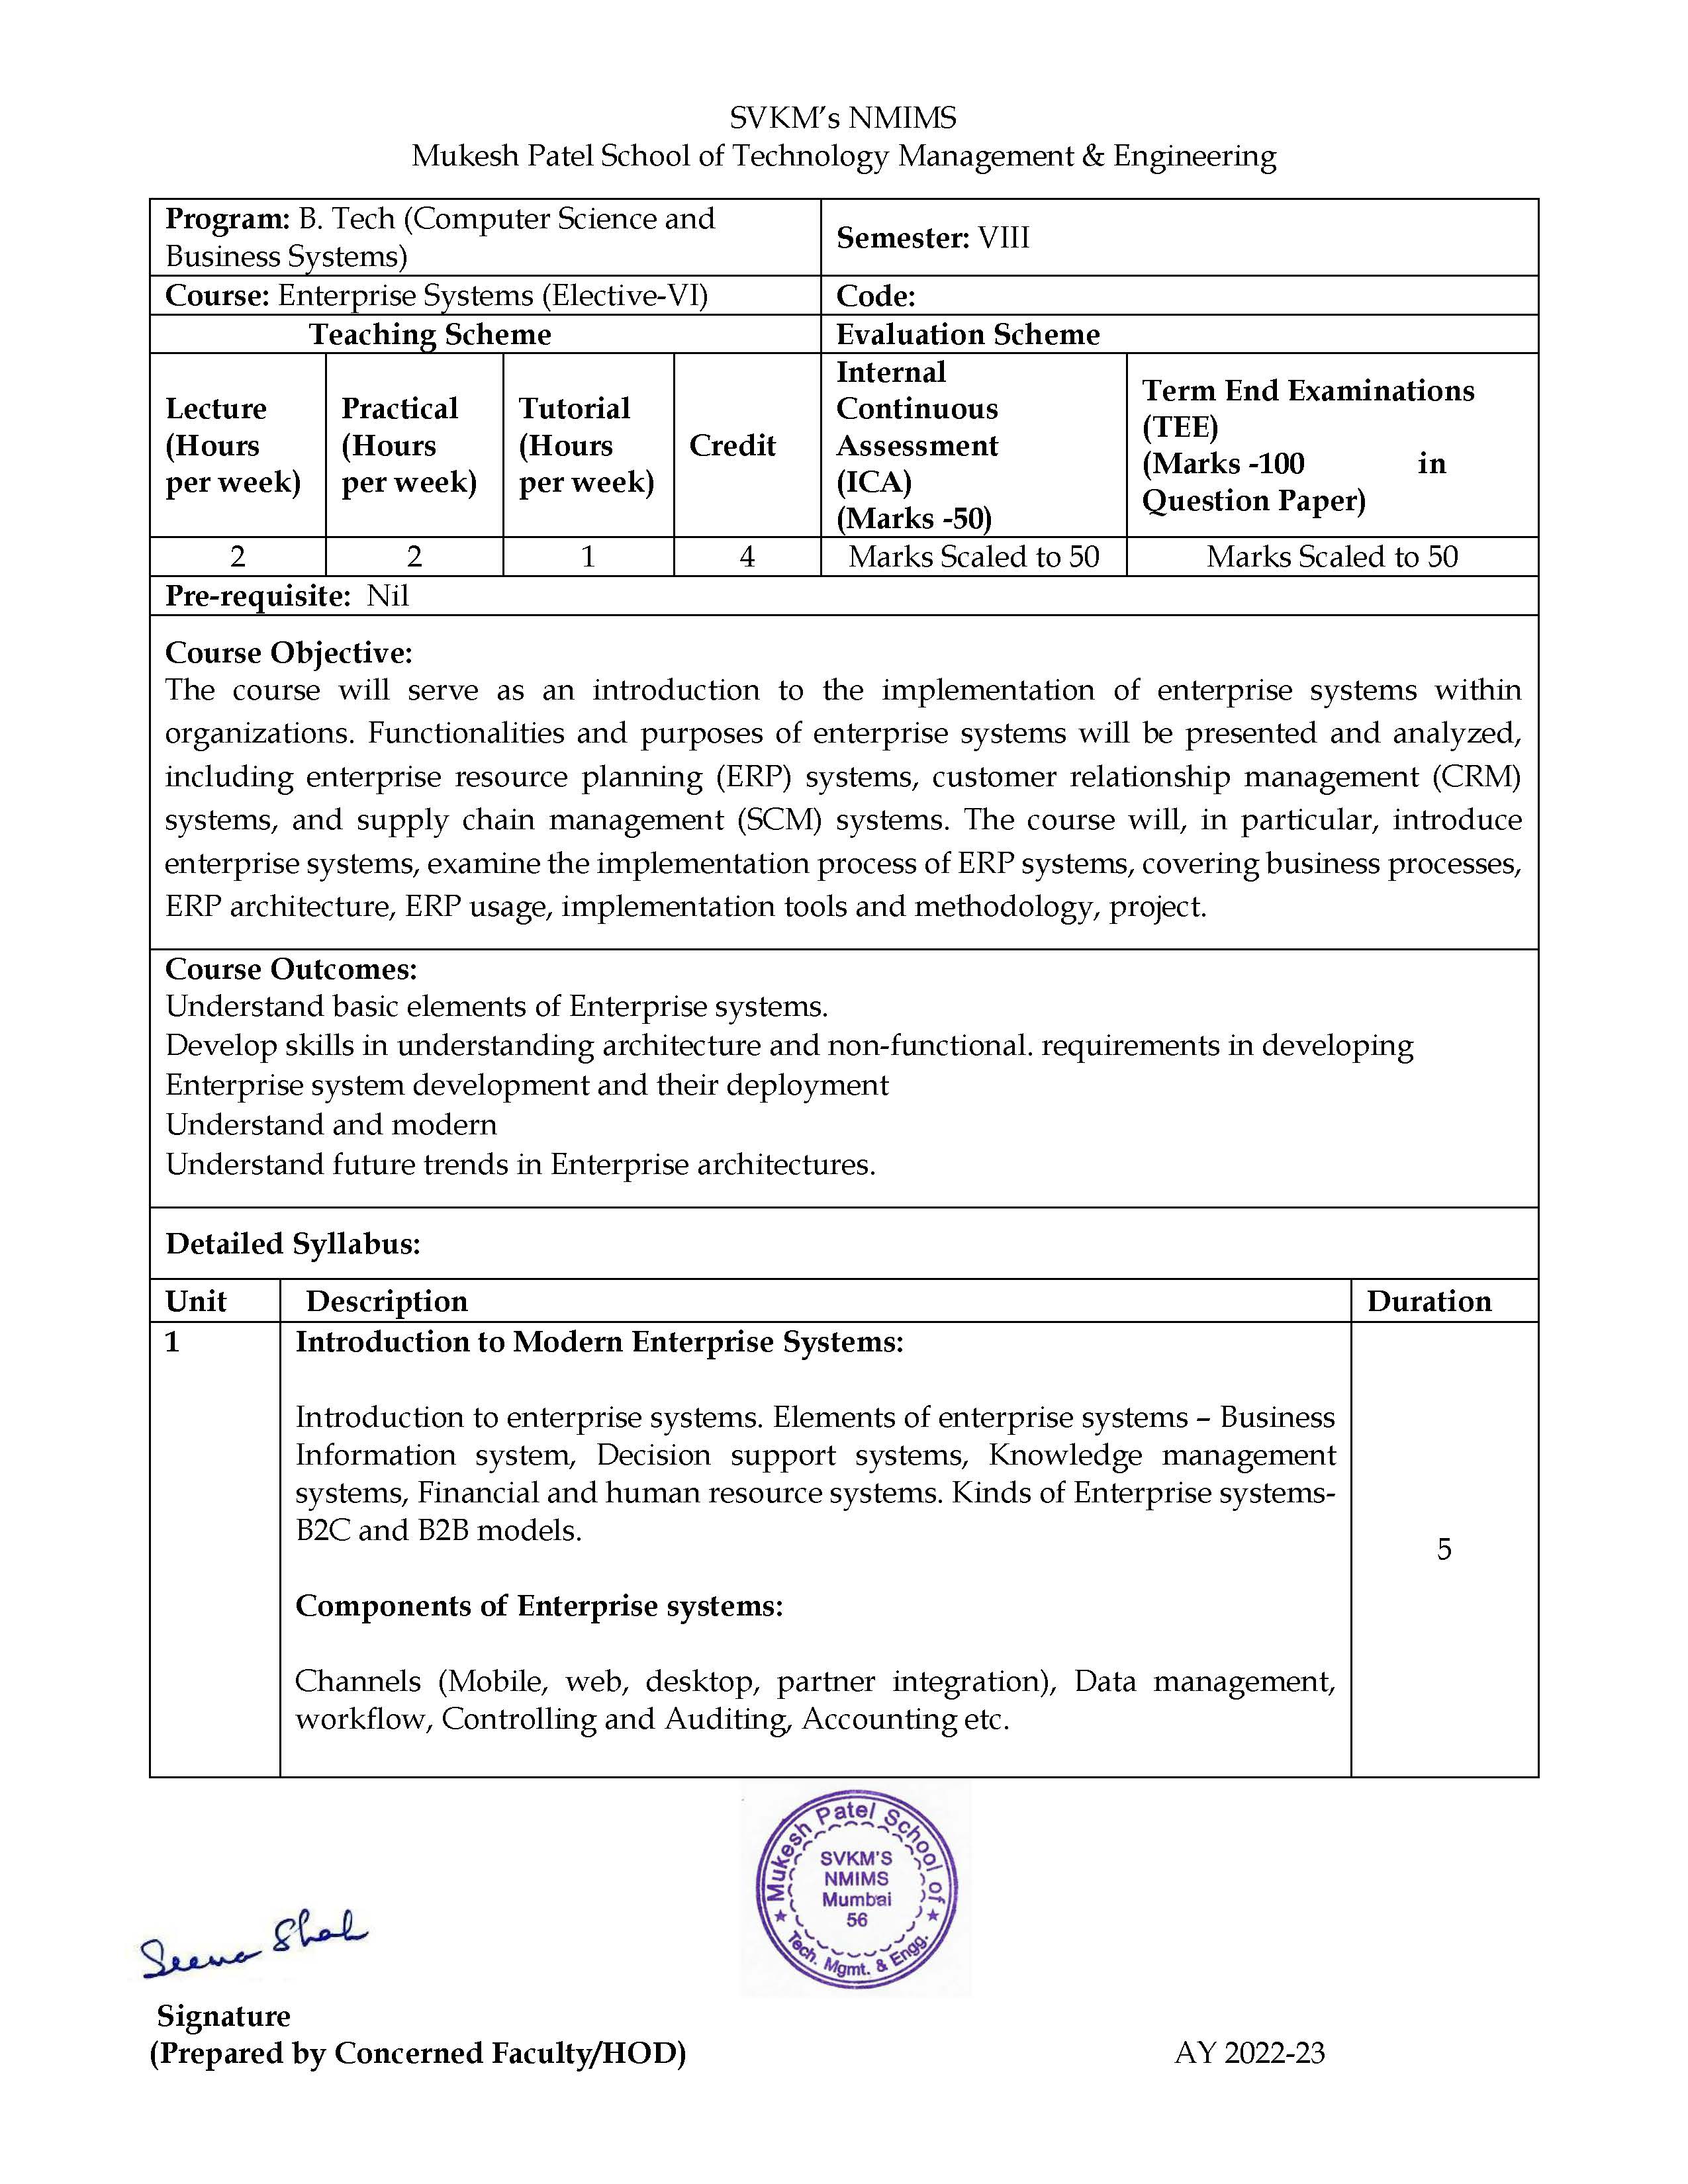 SVKM’s NMIMS
Mukesh Patel School of Technology Management & Engineering
Program: B. Tech (Computer Science and
Business Systems)
Semester: VIII
Course: Enterprise Systems (Elective-VI)
Code:
Teaching Scheme
Evaluation Scheme
Lecture
(Hours
per week)
Practical
(Hours
per week)
Tutorial
(Hours
per week)
Credit
Internal
Continuous
Assessment
(ICA)
(Marks -50)
Term End Examinations
(TEE)
(Marks -100 in
Question Paper)
2
2
1
4
Marks Scaled to 50
Marks Scaled to 50
Pre-requisite: Nil
Course Objective:
The course will serve as an introduction to the implementation of enterprise systems within
organizations. Functionalities and purposes of enterprise systems will be presented and analyzed,
including enterprise resource planning (ERP) systems, customer relationship management (CRM)
systems, and supply chain management (SCM) systems. The course will, in particular, introduce
enterprise systems, examine the implementation process of ERP systems, covering business processes,
ERP architecture, ERP usage, implementation tools and methodology, project.
Course Outcomes:
Understand basic elements of Enterprise systems.
Develop skills in understanding architecture and non-functional. requirements in developing
Enterprise system development and their deployment
Understand and modern
Understand future trends in Enterprise architectures.
Detailed Syllabus:
Unit
Description
Duration
1
Introduction to Modern Enterprise Systems:
Introduction to enterprise systems. Elements of enterprise systems – Business
Information system, Decision support systems, Knowledge management
systems, Financial and human resource systems. Kinds of Enterprise systems-
B2C and B2B models.
5
Components of Enterprise systems:
Channels (Mobile, web, desktop, partner integration), Data management,
workflow, Controlling and Auditing, Accounting etc.
Mukesh Patel School of
SVKM'S
NMIMS
Mumbai
56
Tech. Mgmt. & Engg.
Seema Shah
Signature
(Prepared by Concerned Faculty/HOD)
AY 2022-23